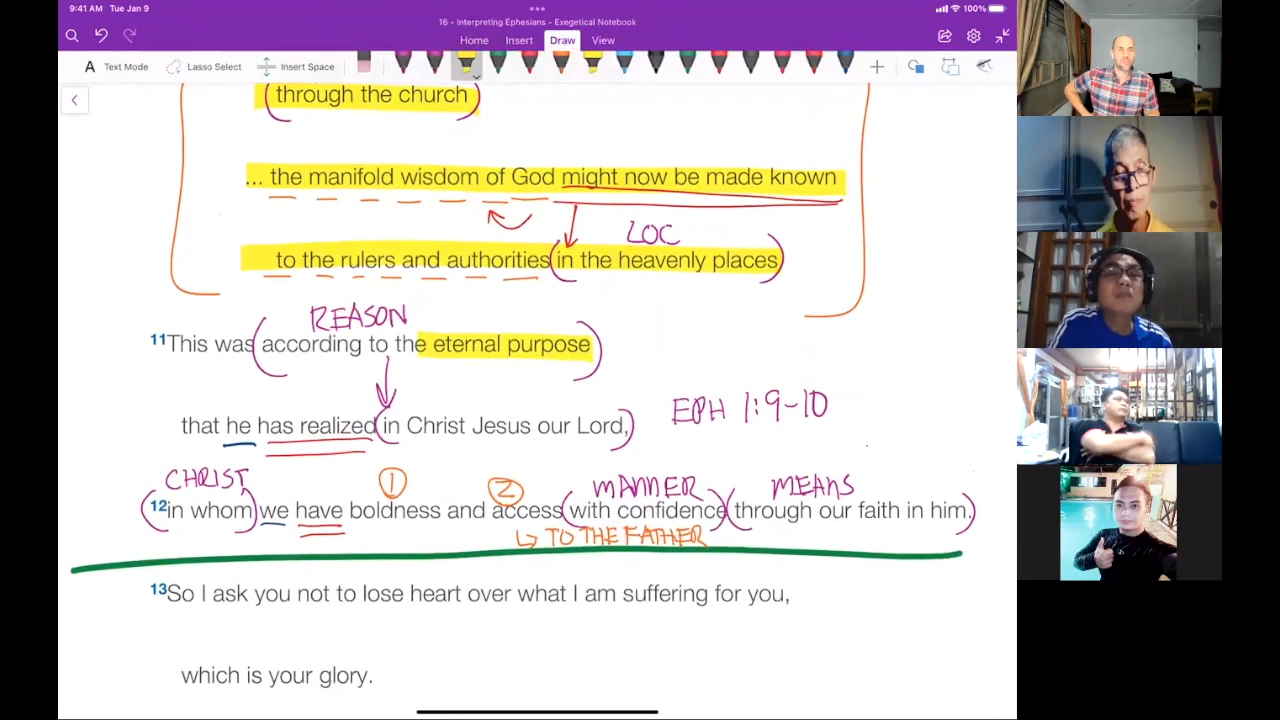 9:41 AM Tue Jan 9
100%
16 - Interpreting Ephesians - Exegetical Notebook
Home Insert Draw View
A Text Mode Lasso Select Insert Space
(through the church)
... the manifold wisdom of God might now be made known
LOC
to the rulers and authorities (in the heavenly places)
REASON
11This was (according to the eternal purpose)
that he has realized (in Christ Jesus our Lord,) EPH 1:9-10
CHRIST 1 2 MANNER MEANS
(12in whom) we have boldness and access (with confidence) (through our faith in him.)
↳ TO THE FATHER
13So I ask you not to lose heart over what I am suffering for you,
which is your glory.